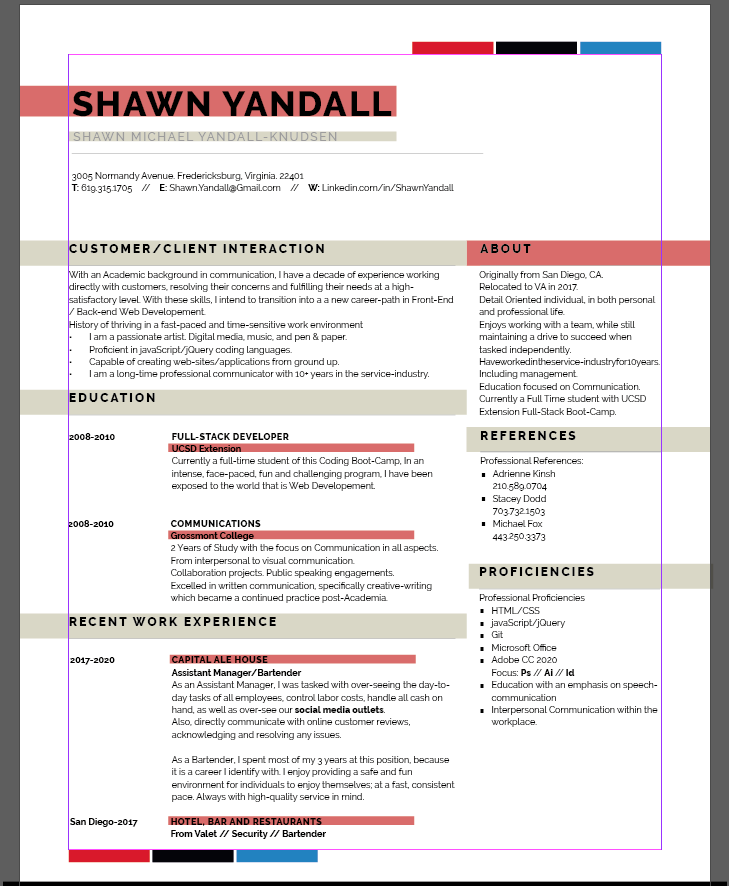 SHAWN YANDALL
SHAWN MICHAEL YANDALL-KNUDSEN
3005 Normandy Avenue. Fredericksburg, Virginia. 22401
T: 619.315.1705 // E: Shawn.Yandall@Gmail.com // W: Linkedin.com/in/ShawnYandall
CUSTOMER/CLIENT INTERACTION
With an Academic background in communication, I have a decade of experience working
directly with customers, resolving their concerns and fulfilling their needs at a high-
satisfactory level. With these skills, I intend to transition into a a new career-path in Front-End
/ Back-end Web Developement.
History of thriving in a fast-paced and time-sensitive work environment
• I am a passionate artist. Digital media, music, and pen & paper.
• Proficient in javaScript/jQuery coding languages.
• Capable of creating web-sites/applications from ground up.
• I am a long-time professional communicator with 10+ years in the service-industry.
EDUCATION
2008-2010 FULL-STACK DEVELOPER
UCSD Extension
Currently a full-time student of this Coding Boot-Camp, In an
intense, face-paced, fun and challenging program, I have been
exposed to the world that is Web Developement.
2008-2010 COMMUNICATIONS
Grossmont College
2 Years of Study with the focus on Communication in all aspects.
From interpersonal to visual communication.
Collaboration projects. Public speaking engagements.
Excelled in written communication, specifically creative-writing
which became a continued practice post-Academia.
RECENT WORK EXPERIENCE
2017-2020 CAPITAL ALE HOUSE
Assistant Manager/Bartender
As an Assistant Manager, I was tasked with over-seeing the day-to-
day tasks of all employees, control labor costs, handle all cash on
hand, as well as over-see our social media outlets.
Also, directly communicate with online customer reviews,
acknowledging and resolving any issues.
As a Bartender, I spent most of my 3 years at this position, because
it is a career I identify with. I enjoy providing a safe and fun
environment for individuals to enjoy themselves; at a fast, consistent
pace. Always with high-quality service in mind.
San Diego-2017 HOTEL, BAR AND RESTAURANTS
From Valet // Security // Bartender
ABOUT
Originally from San Diego, CA.
Relocated to VA in 2017.
Detail Oriented individual, in both personal
and professional life.
Enjoys working with a team, while still
maintaining a drive to succeed when
tasked independently.
Haveworkedintheservice-industryfor10years.
Including management.
Education focused on Communication.
Currently a Full Time student with UCSD
Extension Full-Stack Boot-Camp.
REFERENCES
Professional References:
▪ Adrienne Kinsh
210.589.0704
▪ Stacey Dodd
703.732.1503
▪ Michael Fox
443.250.3373
PROFICIENCIES
Professional Proficiencies
▪ HTML/CSS
▪ javaScript/jQuery
▪ Git
▪ Microsoft Office
▪ Adobe CC 2020
Focus: Ps // Ai // Id
▪ Education with an emphasis on speech-
communication
▪ Interpersonal Communication within the
workplace.